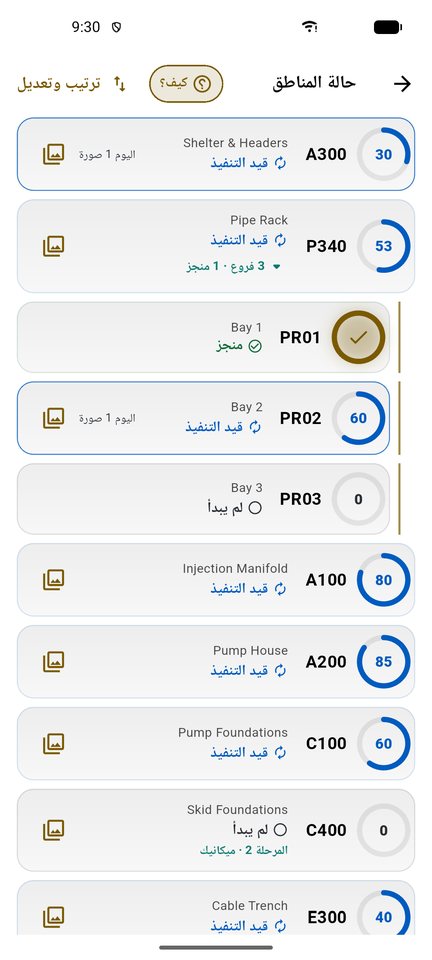 9:30
حالة المناطق
كيف؟
ترتيب وتعديل
30
A300
Shelter & Headers
قيد التنفيذ
اليوم 1 صورة
53
P340
Pipe Rack
قيد التنفيذ
3 فروع · 1 منجز
PR01
Bay 1
منجز
60
PR02
Bay 2
قيد التنفيذ
اليوم 1 صورة
0
PR03
Bay 3
لم يبدأ
80
A100
Injection Manifold
قيد التنفيذ
85
A200
Pump House
قيد التنفيذ
60
C100
Pump Foundations
قيد التنفيذ
0
C400
Skid Foundations
لم يبدأ
المرحلة 2 · ميكانيك
40
E300
Cable Trench
قيد التنفيذ